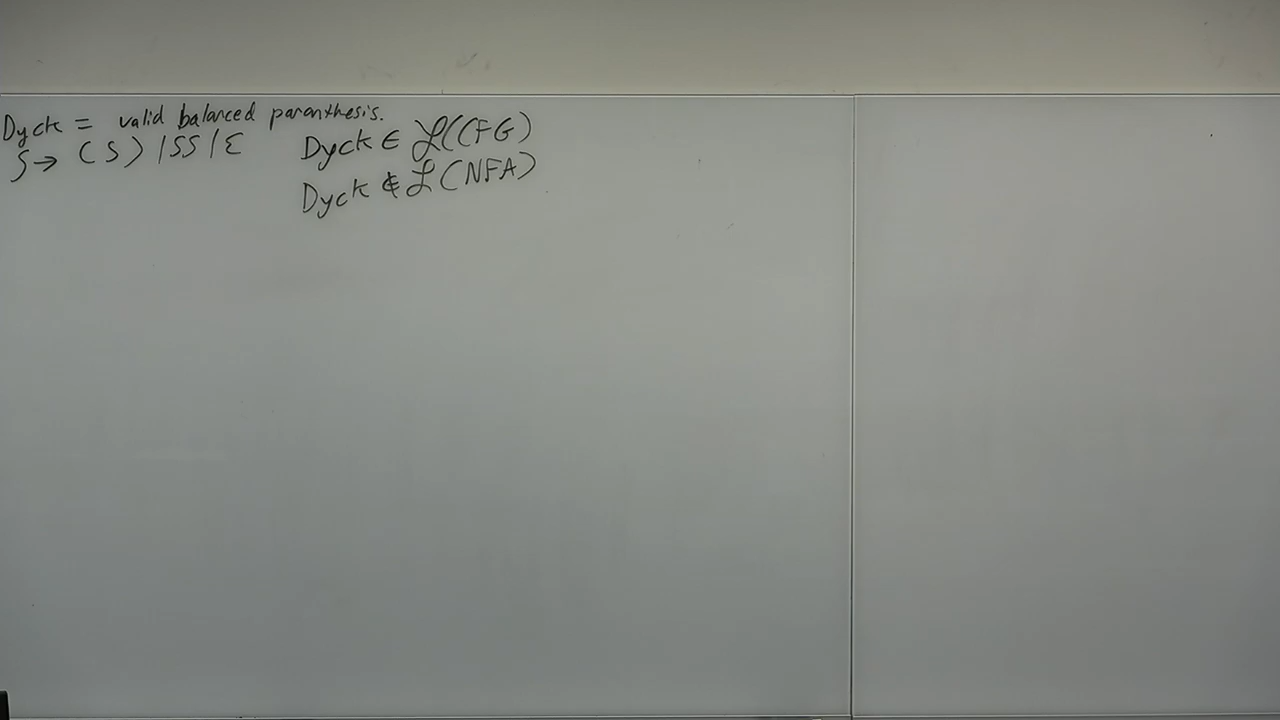 Dyck = valid balanced paranthesis.
S → (S) | SS | ε
Dyck ∈ ℒ(CFG)
Dyck ∉ ℒ(NFA)